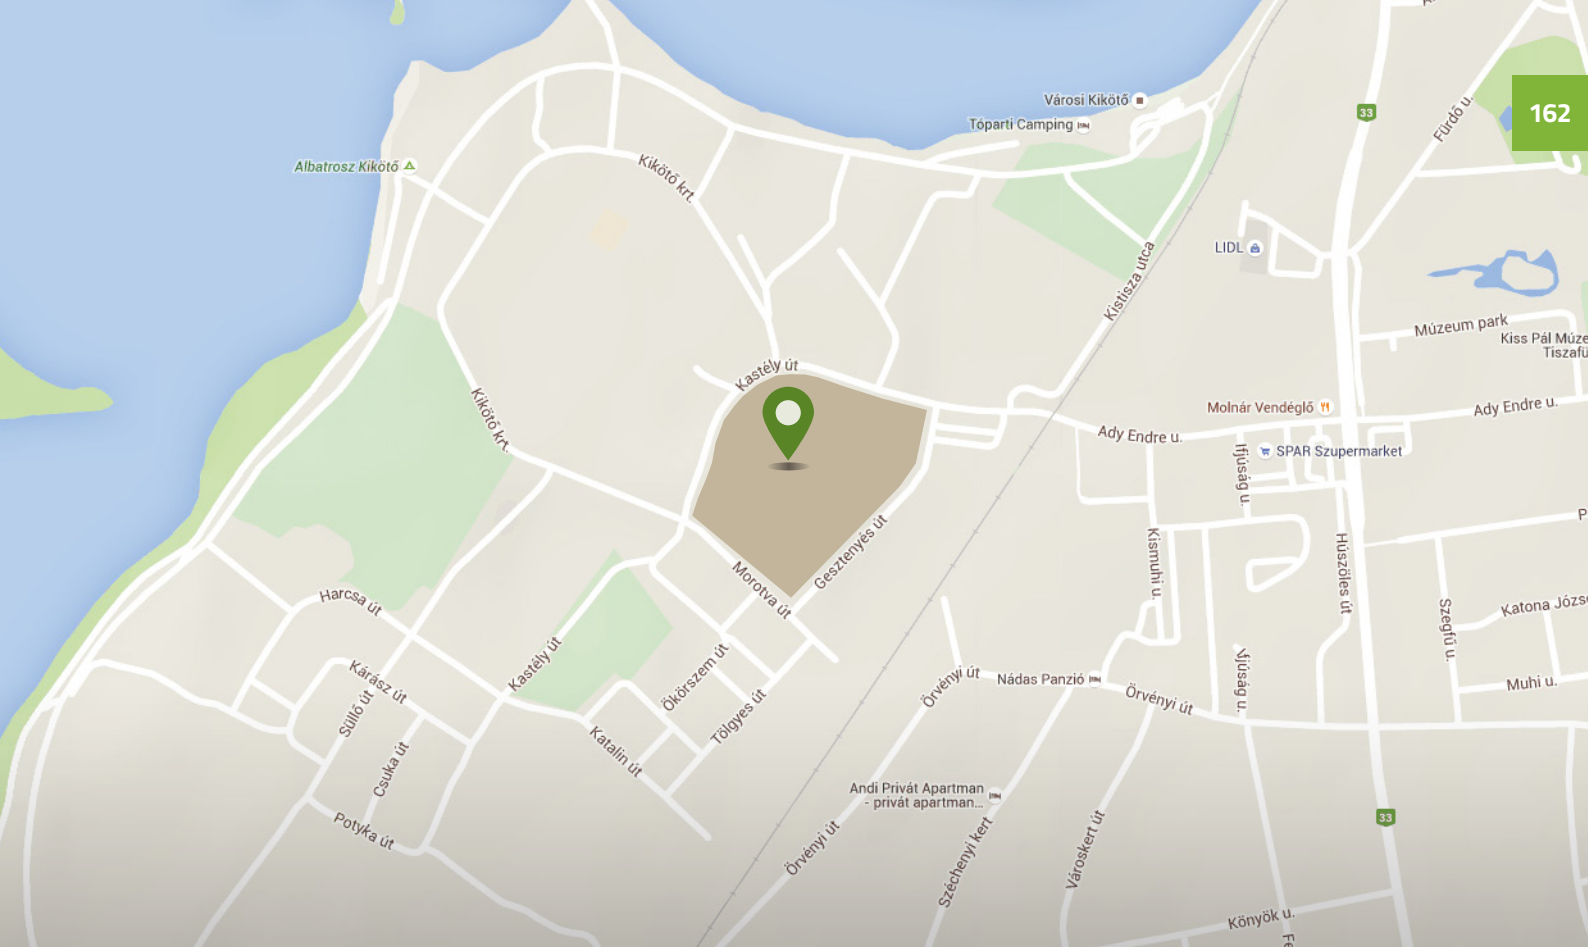 162
33
Városi Kikötő
Tóparti Camping
Fürdő u.
Albatrosz Kikötő
Kikötő krt.
LIDL
Kistisza utca
Múzeum park
Kiss Pál Múze
Tiszafü
Kastély út
Kikötő krt.
Molnár Vendéglő
Ady Endre u.
Ady Endre u.
SPAR Szupermarket
Ifjúság u.
Gesztenyés út
Kismuhi u.
Húszöles út
Morotva út
Harcsa út
Szegfű u.
Katona Józse
Kastély út
Ökörszem út
Kárász út
Süllő út
Örvényi út
Nádas Panzió
Örvényi út
Ifjúság u.
Muhi u.
Tölgyes út
Katalin út
Csuka út
Andi Privát Apartman
- privát apartman...
33
Potyka út
Örvényi út
Széchenyi kert
Városkert út
Könyök u.